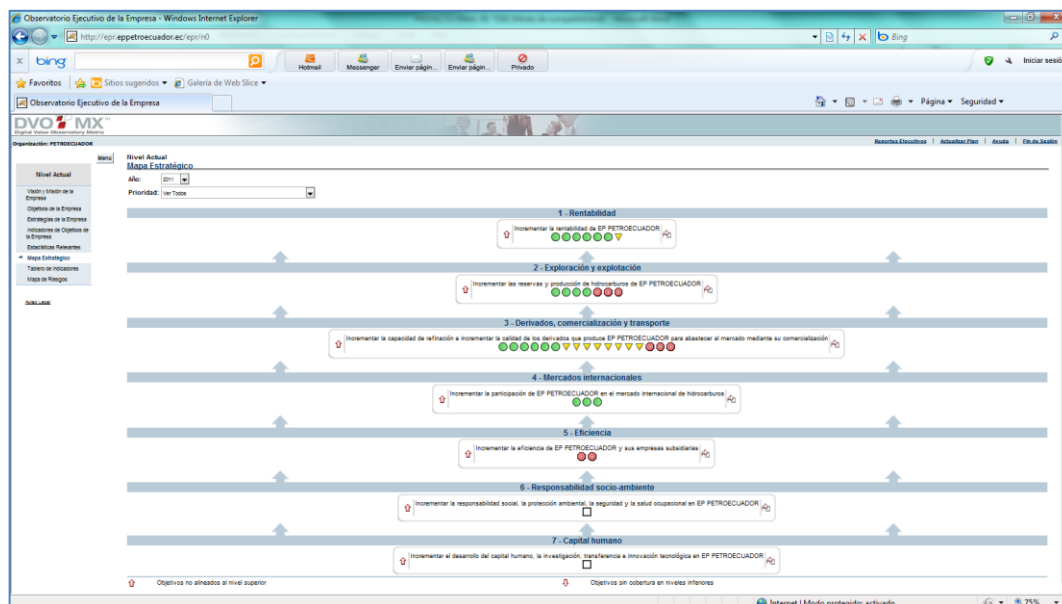 Observatorio Ejecutivo de la Empresa - Windows Internet Explorer
http://epr.eppetroecuador.ec/epr/n0
Bing
bing
Hotmail
Messenger
Enviar págin...
Enviar págin...
Privado
Iniciar sesió
Favoritos
Sitios sugeridos
Galería de Web Slice
Observatorio Ejecutivo de la Empresa
Página
Seguridad
DVO MX
Digital Value Observatory Matrix
Organización: PETROECUADOR
Reportes Ejecutivos | Actualizar Plan | Ayuda | Fin de Sesión
Menú
Nivel Actual
Visión y Misión de la
Empresa
Objetivos de la Empresa
Estrategias de la Empresa
Indicadores de Objetivos de
la Empresa
Estadísticas Relevantes
Mapa Estratégico
Tablero de Indicadores
Mapa de Riesgos
Aviso Legal
Nivel Actual
Mapa Estratégico
Año: 2011
Prioridad: Ver Todos
1 - Rentabilidad
Incrementar la rentabilidad de EP PETROECUADOR
2 - Exploración y explotación
Incrementar las reservas y producción de hidrocarburos de EP PETROECUADOR
3 - Derivados, comercialización y transporte
Incrementar la capacidad de refinación e incrementar la calidad de los derivados que produce EP PETROECUADOR para abastecer al mercado mediante su comercialización
4 - Mercados internacionales
Incrementar la participación de EP PETROECUADOR en el mercado internacional de hidrocarburos
5 - Eficiencia
Incrementar la eficiencia de EP PETROECUADOR y sus empresas subsidiarias
6 - Responsabilidad socio-ambiente
Incrementar la responsabilidad social, la protección ambiental, la seguridad y la salud ocupacional en EP PETROECUADOR
7 - Capital humano
Incrementar el desarrollo del capital humano, la investigación, transferencia e innovación tecnológica en EP PETROECUADOR
Objetivos no alineados al nivel superior
Objetivos sin cobertura en niveles inferiores
Internet | Modo protegido: activado
75%